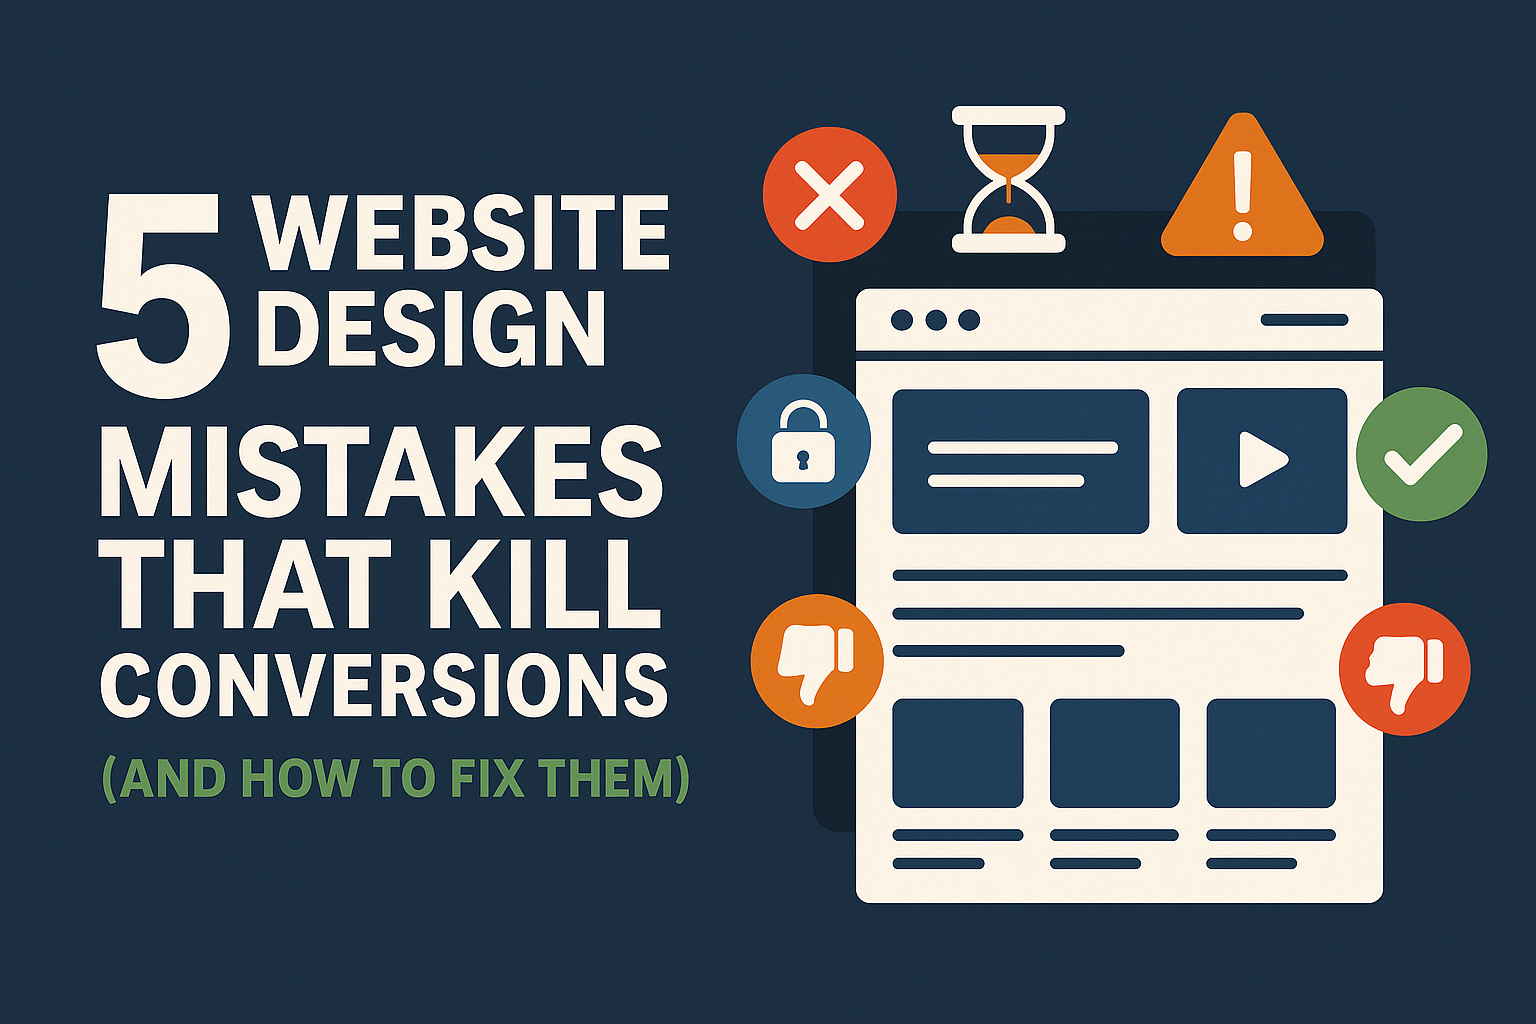 5 WEBSITE
DESIGN
MISTAKES
THAT KILL
CONVERSIONS
(AND HOW TO FIX THEM)